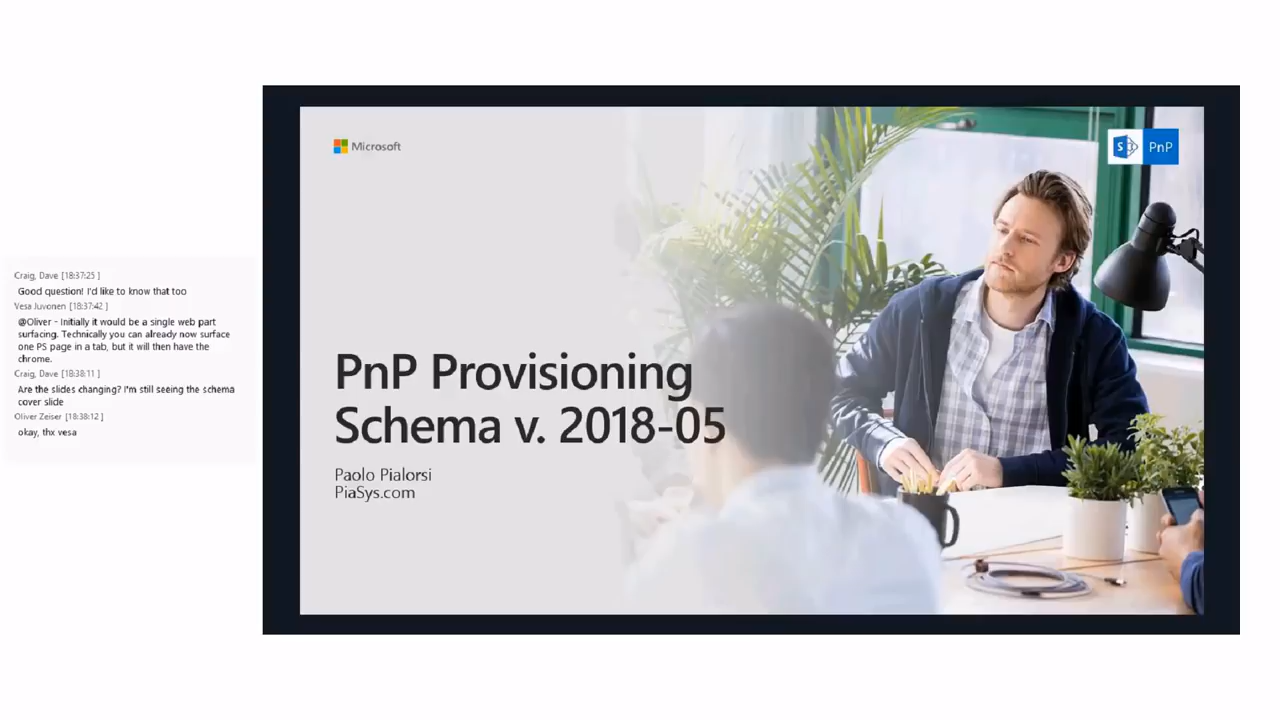 Craig, Dave [18:37:25 ]
Good question! I'd like to know that too
Vesa Juvonen [18:37:42 ]
@Oliver - Initially it would be a single web part
surfacing. Technically you can already now surface
one PS page in a tab, but it will then have the
chrome.
Craig, Dave [18:38:11 ]
Are the slides changing? I'm still seeing the schema
cover slide
Oliver Zeiser [18:38:12 ]
okay, thx vesa
Microsoft
S PnP
PnP Provisioning
Schema v. 2018-05
Paolo Pialorsi
PiaSys.com